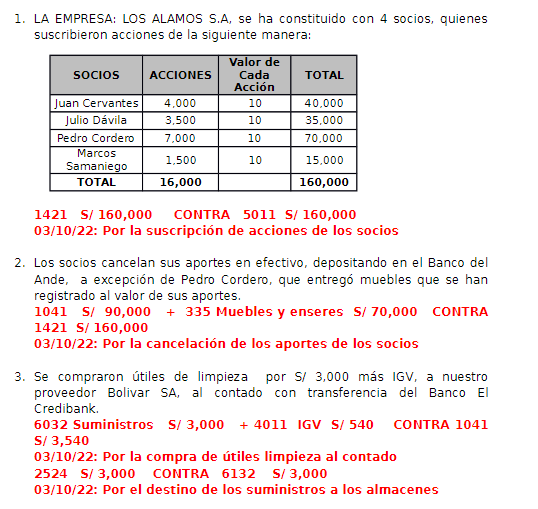 1. LA EMPRESA: LOS ALAMOS S.A, se ha constituido con 4 socios, quienes
suscribieron acciones de la siguiente manera:
SOCIOS ACCIONES Valor de Cada Acción TOTAL
Juan Cervantes 4,000 10 40,000
Julio Dávila 3,500 10 35,000
Pedro Cordero 7,000 10 70,000
Marcos Samaniego 1,500 10 15,000
TOTAL 16,000 160,000
1421 S/ 160,000 CONTRA 5011 S/ 160,000
03/10/22: Por la suscripción de acciones de los socios
2. Los socios cancelan sus aportes en efectivo, depositando en el Banco del
Ande, a excepción de Pedro Cordero, que entregó muebles que se han
registrado al valor de sus aportes.
1041 S/ 90,000 + 335 Muebles y enseres S/ 70,000 CONTRA
1421 S/ 160,000
03/10/22: Por la cancelación de los aportes de los socios
3. Se compraron útiles de limpieza por S/ 3,000 más IGV, a nuestro
proveedor Bolivar SA, al contado con transferencia del Banco El
Credibank.
6032 Suministros S/ 3,000 + 4011 IGV S/ 540 CONTRA 1041
S/ 3,540
03/10/22: Por la compra de útiles limpieza al contado
2524 S/ 3,000 CONTRA 6132 S/ 3,000
03/10/22: Por el destino de los suministros a los almacenes